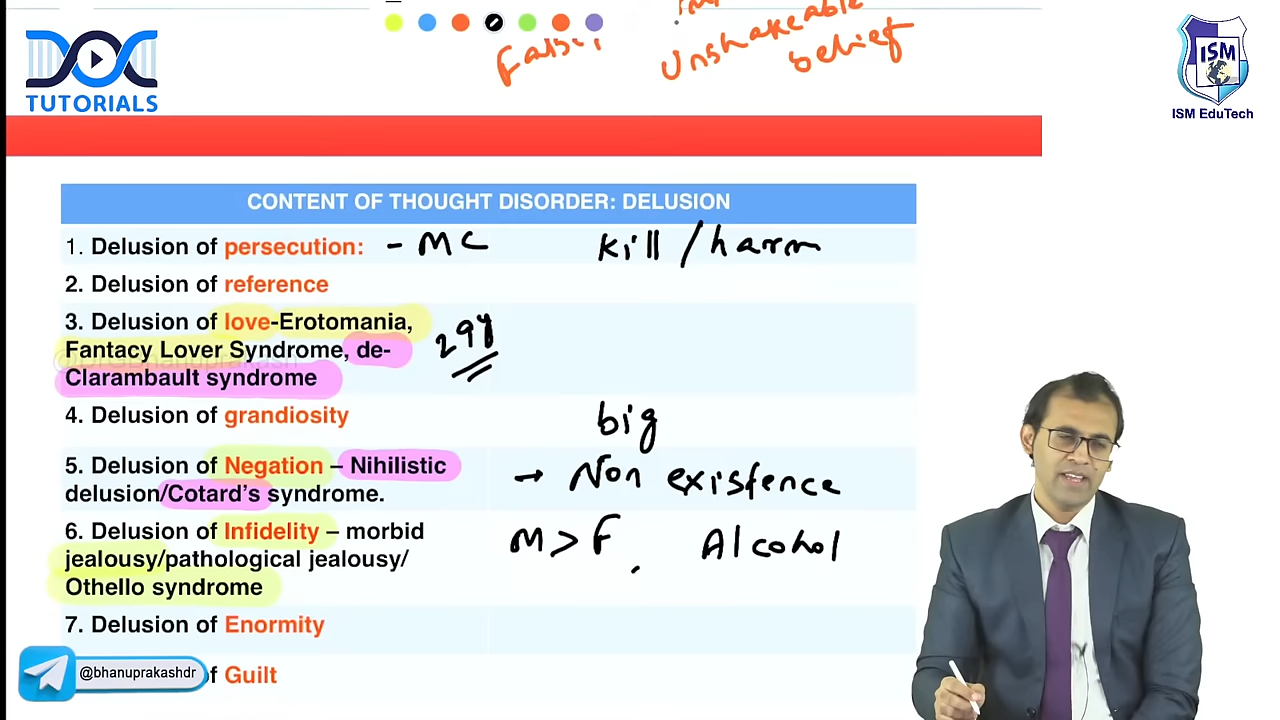 Unshakeable
False,
belief
TUTORIALS
ISM
ISM EduTech
CONTENT OF THOUGHT DISORDER: DELUSION
1. Delusion of persecution: - MC kill / harm
2. Delusion of reference
3. Delusion of love-Erotomania,
Fantacy Lover Syndrome, de-
Clarambault syndrome
4. Delusion of grandiosity big
5. Delusion of Negation – Nihilistic
delusion/Cotard's syndrome. → Non existence
6. Delusion of Infidelity – morbid
jealousy/pathological jealousy/ M > F Alcohol
Othello syndrome
7. Delusion of Enormity
@bhanuprakashdr
of Guilt